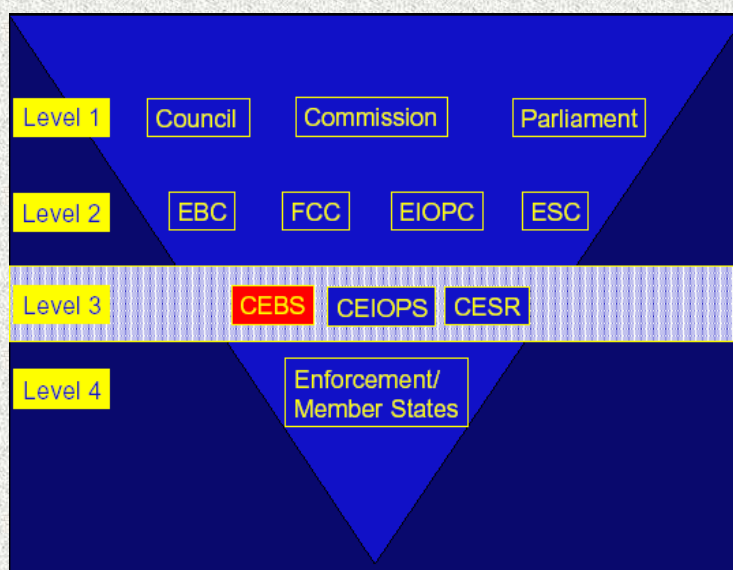 Level 1 Council Commission Parliament
Level 2 EBC FCC EIOPC ESC
Level 3 CEBS CEIOPS CESR
Level 4 Enforcement/
Member States